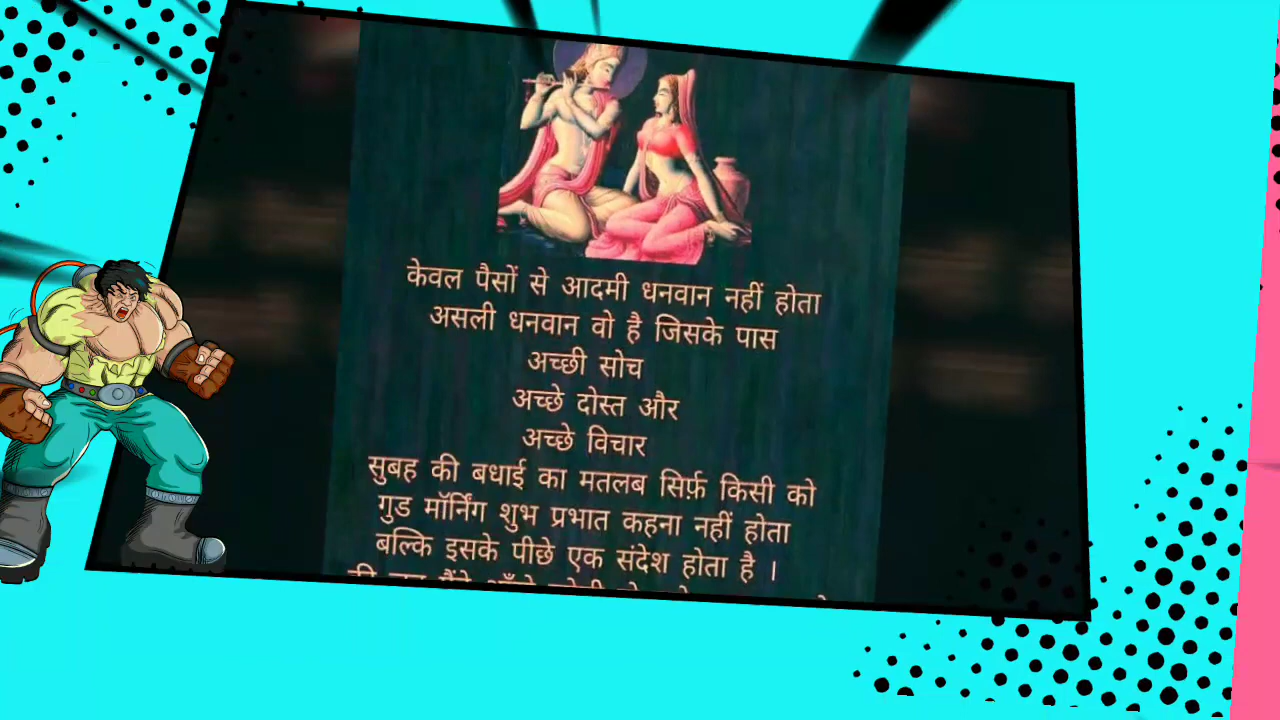 केवल पैसों से आदमी धनवान नहीं होता
असली धनवान वो है जिसके पास
अच्छी सोच
अच्छे दोस्त और
अच्छे विचार
सुबह की बधाई का मतलब सिर्फ़ किसी को
गुड मॉर्निंग शुभ प्रभात कहना नहीं होता
बल्कि इसके पीछे एक संदेश होता है ।